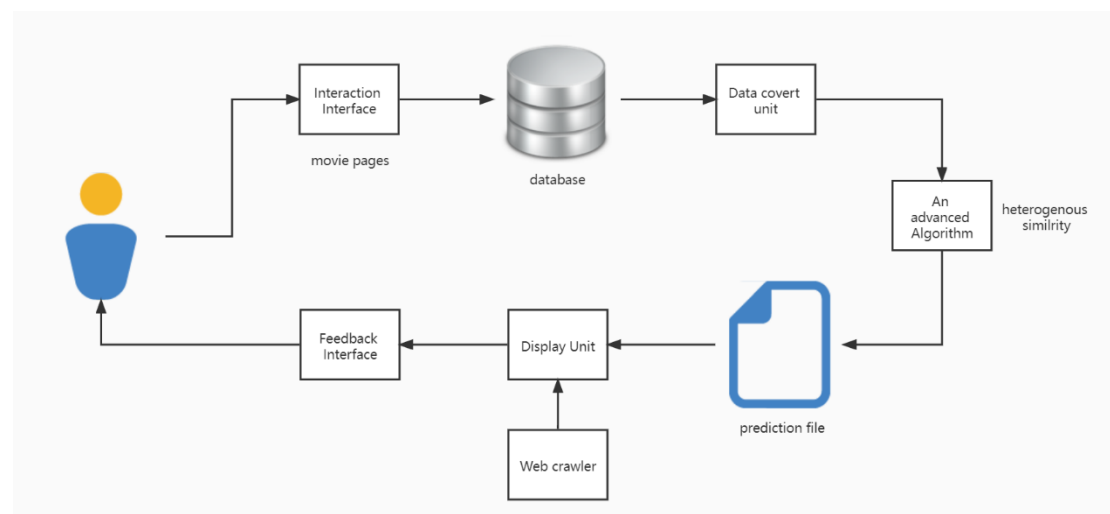 Interaction
Interface
movie pages
database
Data covert
unit
An
advanced
Algorithm
heterogenous
similrity
prediction file
Display Unit
Feedback
Interface
Web crawler